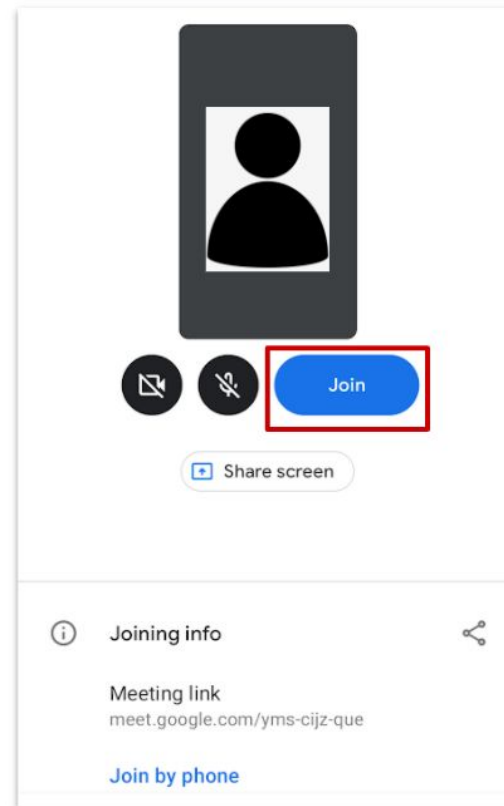 Join
Share screen
Joining info
Meeting link
meet.google.com/yms-cijz-que
Join by phone